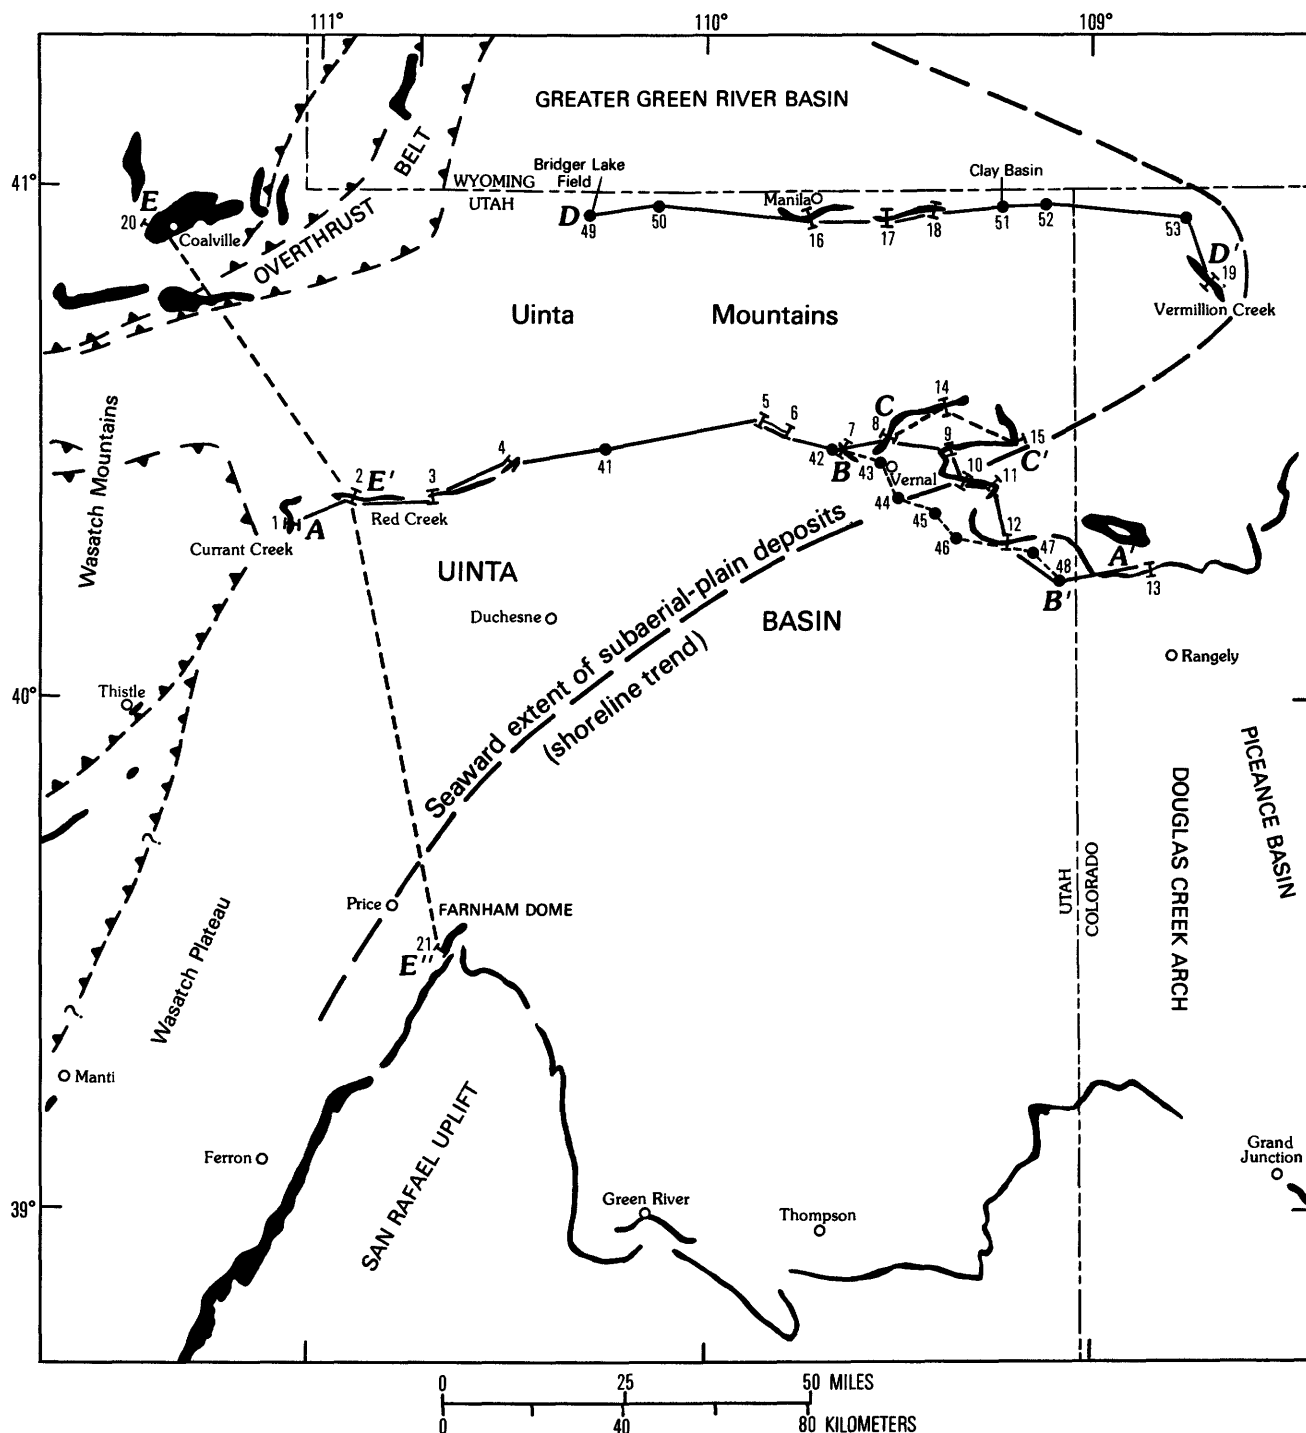 111°
110°
109°
GREATER GREEN RIVER BASIN
BELT
41°
Bridger Lake
Field
WYOMING
UTAH
Clay Basin
E
20
Coalville
D
49
50
Manila
16
17
18
51
52
53
D'
19
Vermillion Creek
OVERTHRUST
Uinta
Mountains
Wasatch Mountains
14
C
5
6
7
8
9
15
C'
4
41
42
B
43
Vernal
10
11
2
E'
3
44
1
A
Red Creek
45
12
Currant Creek
46
47
A'
48
13
B'
UINTA
BASIN
Duchesne
Seaward extent of subaerial-plain deposits
(shoreline trend)
Rangely
40°
Thistle
PICEANCE BASIN
DOUGLAS CREEK ARCH
?
UTAH
COLORADO
Price
FARNHAM DOME
21
E''
Wasatch Plateau
?
Manti
Ferron
SAN RAFAEL UPLIFT
Grand
Junction
39°
Green River
Thompson
0
25
50 MILES
0
40
80 KILOMETERS